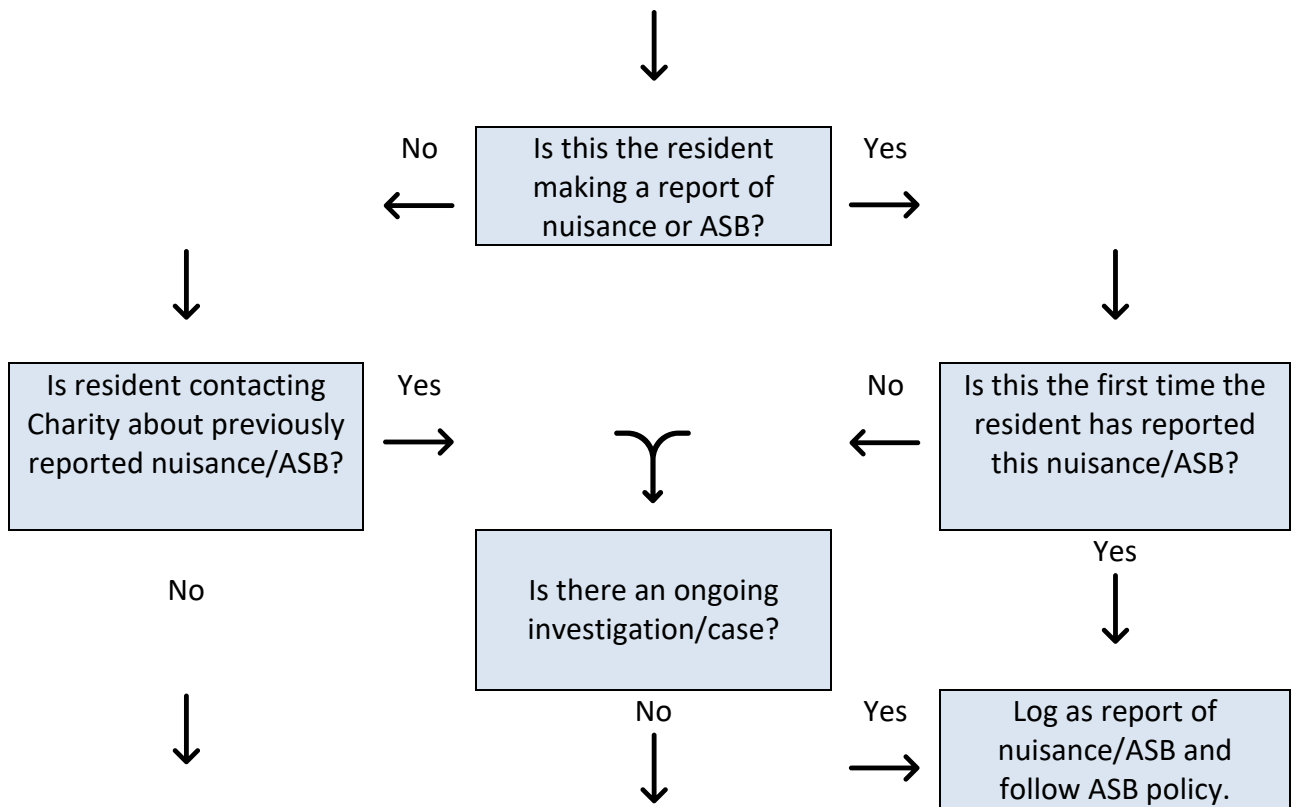 No
Is this the resident
making a report of
nuisance or ASB?
Yes
Is resident contacting
Charity about previously
reported nuisance/ASB?
Yes
No
Is this the first time the
resident has reported
this nuisance/ASB?
No
Is there an ongoing
investigation/case?
Yes
No
Yes
Log as report of
nuisance/ASB and
follow ASB policy.